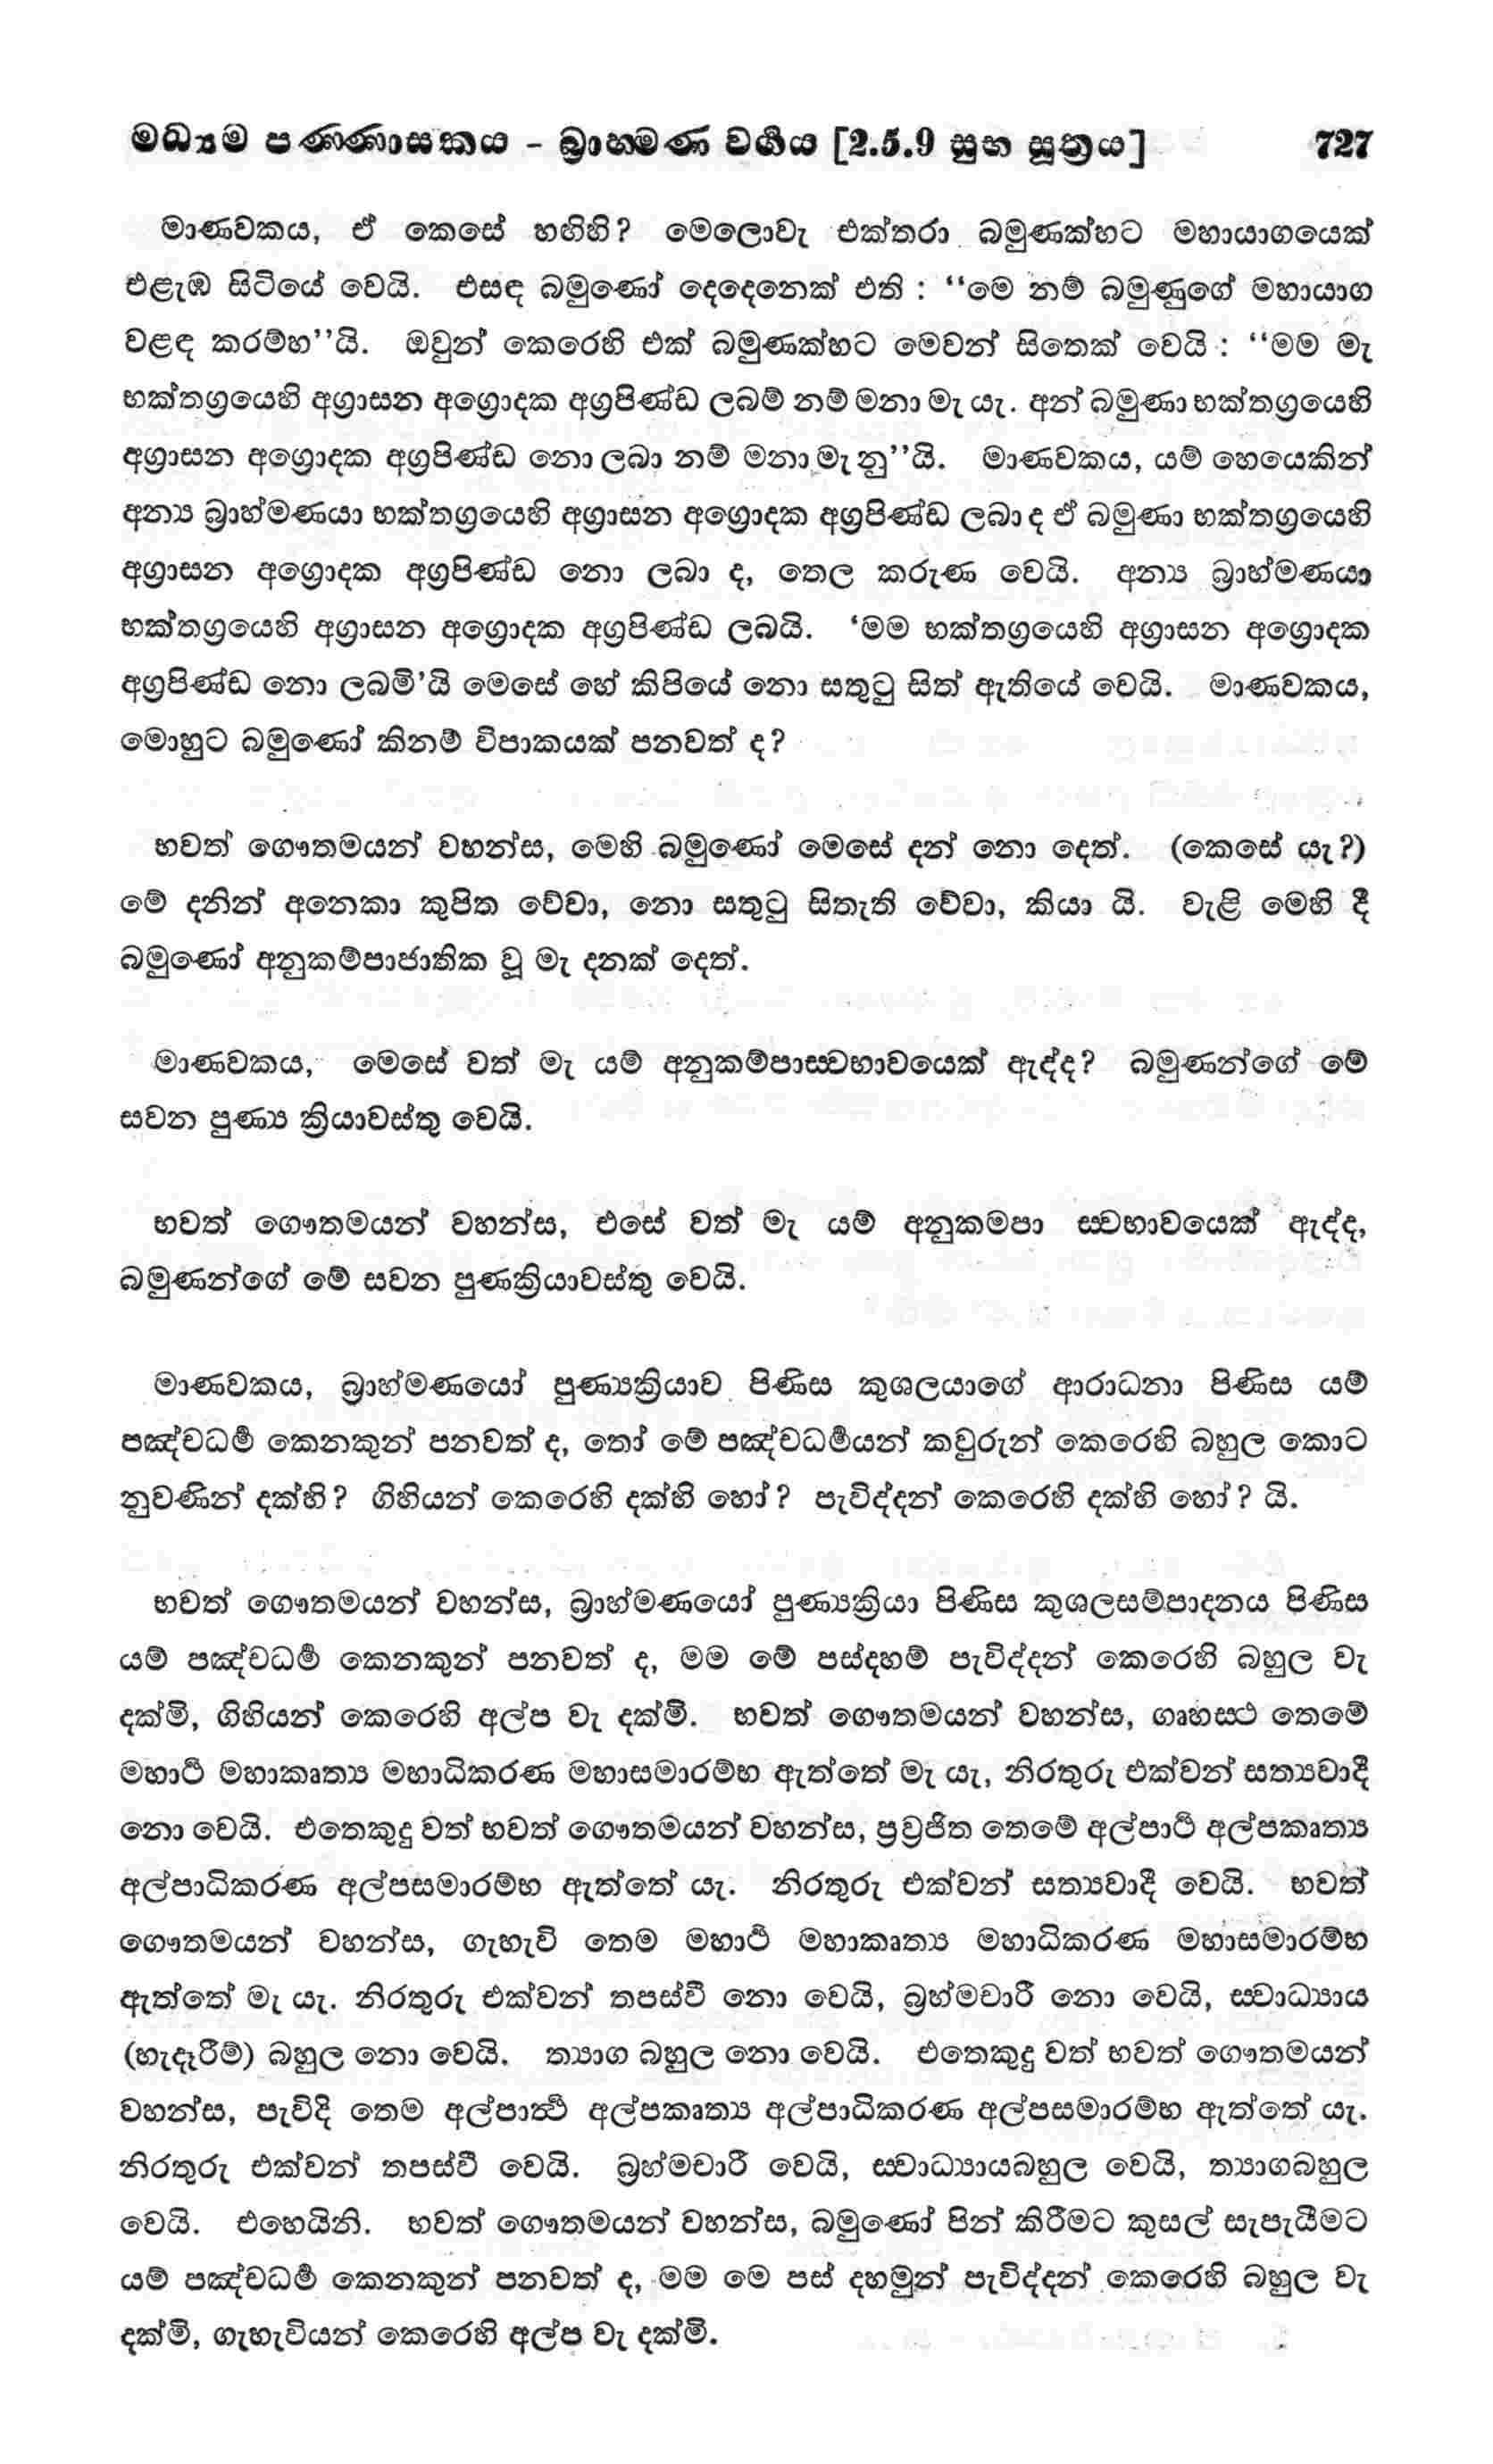 මධ්‍යම පණ්ණාසකය - බ්‍රාහ්මණ වර්‍ගය [2.5.9 සුභ සූත්‍රය] 727
මාණවකය, ඒ කෙසේ හඟිහි? මෙලොවැ එක්තරා බමුණක්හට මහායාගයෙක්
එළැඹ සිටියේ වෙයි. එසඳ බමුණෝ දෙදෙනෙක් එති : “මෙ නම් බමුණුගේ මහායාග
වළඳ කරම්හ”යි. ඔවුන් කෙරෙහි එක් බමුණක්හට මෙවන් සිතෙක් වෙයි : “මම මැ
භක්තග්‍රයෙහි අග්‍රාසන අග්‍රොදක අග්‍රපිණ්ඩ ලබම් නම් මනා මැ යැ. අන් බමුණා භක්තග්‍රයෙහි
අග්‍රාසන අග්‍රොදක අග්‍රපිණ්ඩ නො ලබා නම් මනා මැ නු”යි. මාණවකය, යම් හෙයෙකින්
අන්‍ය බ්‍රාහ්මණයා භක්තග්‍රයෙහි අග්‍රාසන අග්‍රොදක අග්‍රපිණ්ඩ ලබා ද ඒ බමුණා භක්තග්‍රයෙහි
අග්‍රාසන අග්‍රොදක අග්‍රපිණ්ඩ නො ලබා ද, තෙල කරුණ වෙයි. අන්‍ය බ්‍රාහ්මණයා
භක්තග්‍රයෙහි අග්‍රාසන අග්‍රොදක අග්‍රපිණ්ඩ ලබයි. ‘මම භක්තග්‍රයෙහි අග්‍රාසන අග්‍රොදක
අග්‍රපිණ්ඩ නො ලබමි’යි මෙසේ හේ කිපියේ නො සතුටු සිත් ඇතියේ වෙයි. මාණවකය,
මොහුට බමුණෝ කිනම් විපාකයක් පනවත් ද?
භවත් ගෞතමයන් වහන්ස, මෙහි බමුණෝ මෙසේ දන් නො දෙත්. (කෙසේ යැ?)
මේ දනින් අනෙකා කුපිත වේවා, නො සතුටු සිතැති වේවා, කියා යි. වැළි මෙහි දී
බමුණෝ අනුකම්පාජාතික වූ මැ දනක් දෙත්.
මාණවකය, මෙසේ වත් මැ යම් අනුකම්පාස්‍වභාවයෙක් ඇද්ද? බමුණන්ගේ මේ
සවන පුණ්‍ය ක්‍රියාවස්තු වෙයි.
භවත් ගෞතමයන් වහන්ස, එසේ වත් මැ යම් අනුකමපා ස්‍වභාවයෙක් ඇද්ද,
බමුණන්ගේ මේ සවන පුණක්‍රියාවස්තු වෙයි.
මාණවකය, බ්‍රාහ්මණයෝ පුණ්‍යක්‍රියාව පිණිස කුශලයාගේ ආරාධනා පිණිස යම්
පඤ්චධර්‍ම කෙනකුන් පනවත් ද, තෝ මේ පඤ්චධර්‍මයන් කවුරුන් කෙරෙහි බහුල කොට
නුවණින් දක්හි? ගිහියන් කෙරෙහි දක්හි හෝ? පැවිද්දන් කෙරෙහි දක්හි හෝ? යි.
භවත් ගෞතමයන් වහන්ස, බ්‍රාහ්මණයෝ පුණ්‍යක්‍රියා පිණිස කුශලසම්පාදනය පිණිස
යම් පඤ්චධර්‍ම කෙනකුන් පනවත් ද, මම මේ පස්දහම් පැවිද්දන් කෙරෙහි බහුල වැ
දක්මි, ගිහියන් කෙරෙහි අල්ප වැ දක්මි. භවත් ගෞතමයන් වහන්ස, ගෘහස්‍ථ තෙමේ
මහාර්‍ථ මහාකෘත්‍ය මහාධිකරණ මහාසමාරම්භ ඇත්තේ මැ යැ, නිරතුරු එක්වන් සත්‍යවාදී
නො වෙයි. එතෙකුදු වත් භවත් ගෞතමයන් වහන්ස, ප්‍රව්‍රජිත තෙමේ අල්පාර්‍ථ අල්පකෘත්‍ය
අල්පාධිකරණ අල්පසමාරම්භ ඇත්තේ යැ. නිරතුරු එක්වන් සත්‍යවාදී වෙයි. භවත්
ගෞතමයන් වහන්ස, ගැහැවි තෙම මහාර්‍ථ මහාකෘත්‍ය මහාධිකරණ මහාසමාරම්භ
ඇත්තේ මැ යැ. නිරතුරු එක්වන් තපස්වී නො වෙයි, බ්‍රහ්මචාරී නො වෙයි, ස්‍වාධ්‍යාය
(හැදෑරීම්) බහුල නො වෙයි. ත්‍යාග බහුල නො වෙයි. එතෙකුදු වත් භවත් ගෞතමයන්
වහන්ස, පැවිදි තෙම අල්පාර්‍ත්‍ථ අල්පකෘත්‍ය අල්පාධිකරණ අල්පසමාරම්භ ඇත්තේ යැ.
නිරතුරු එක්වන් තපස්වී වෙයි. බ්‍රහ්මචාරී වෙයි, ස්‍වාධ්‍යායබහුල වෙයි, ත්‍යාගබහුල
වෙයි. එහෙයිනි. භවත් ගෞතමයන් වහන්ස, බමුණෝ පින් කිරීමට කුසල් සැපැයීමට
යම් පඤ්චධර්‍ම කෙනකුන් පනවත් ද, මම මෙ පස් දහමුන් පැවිද්දන් කෙරෙහි බහුල වැ
දක්මි, ගැහැවියන් කෙරෙහි අල්ප වැ දක්මි.